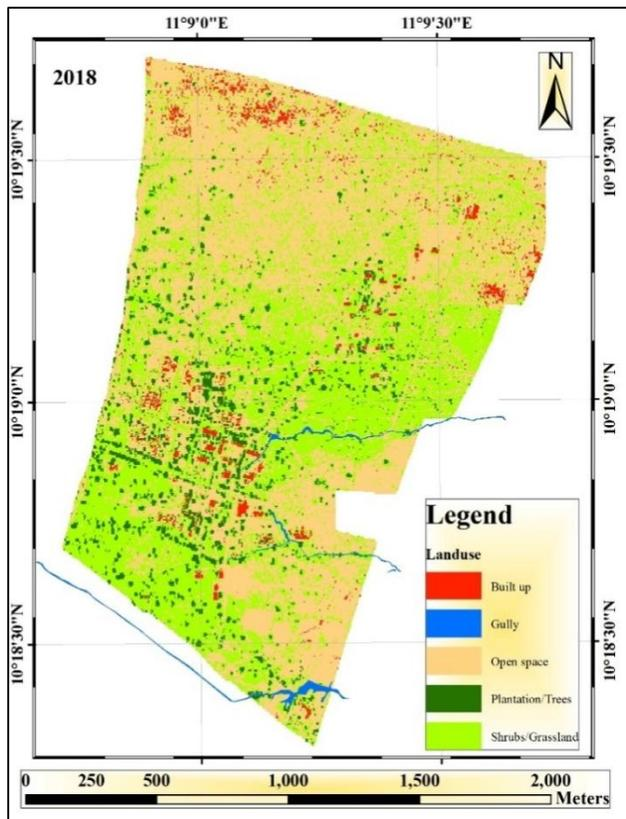 11°9'0"E 11°9'30"E
2018
N
10°19'30"N 10°19'30"N
10°19'0"N 10°19'0"N
10°18'30"N 10°18'30"N
Legend
Landuse
Built up
Gully
Open space
Plantation/Trees
Shrubs/Grassland
0 250 500 1,000 1,500 2,000
Meters